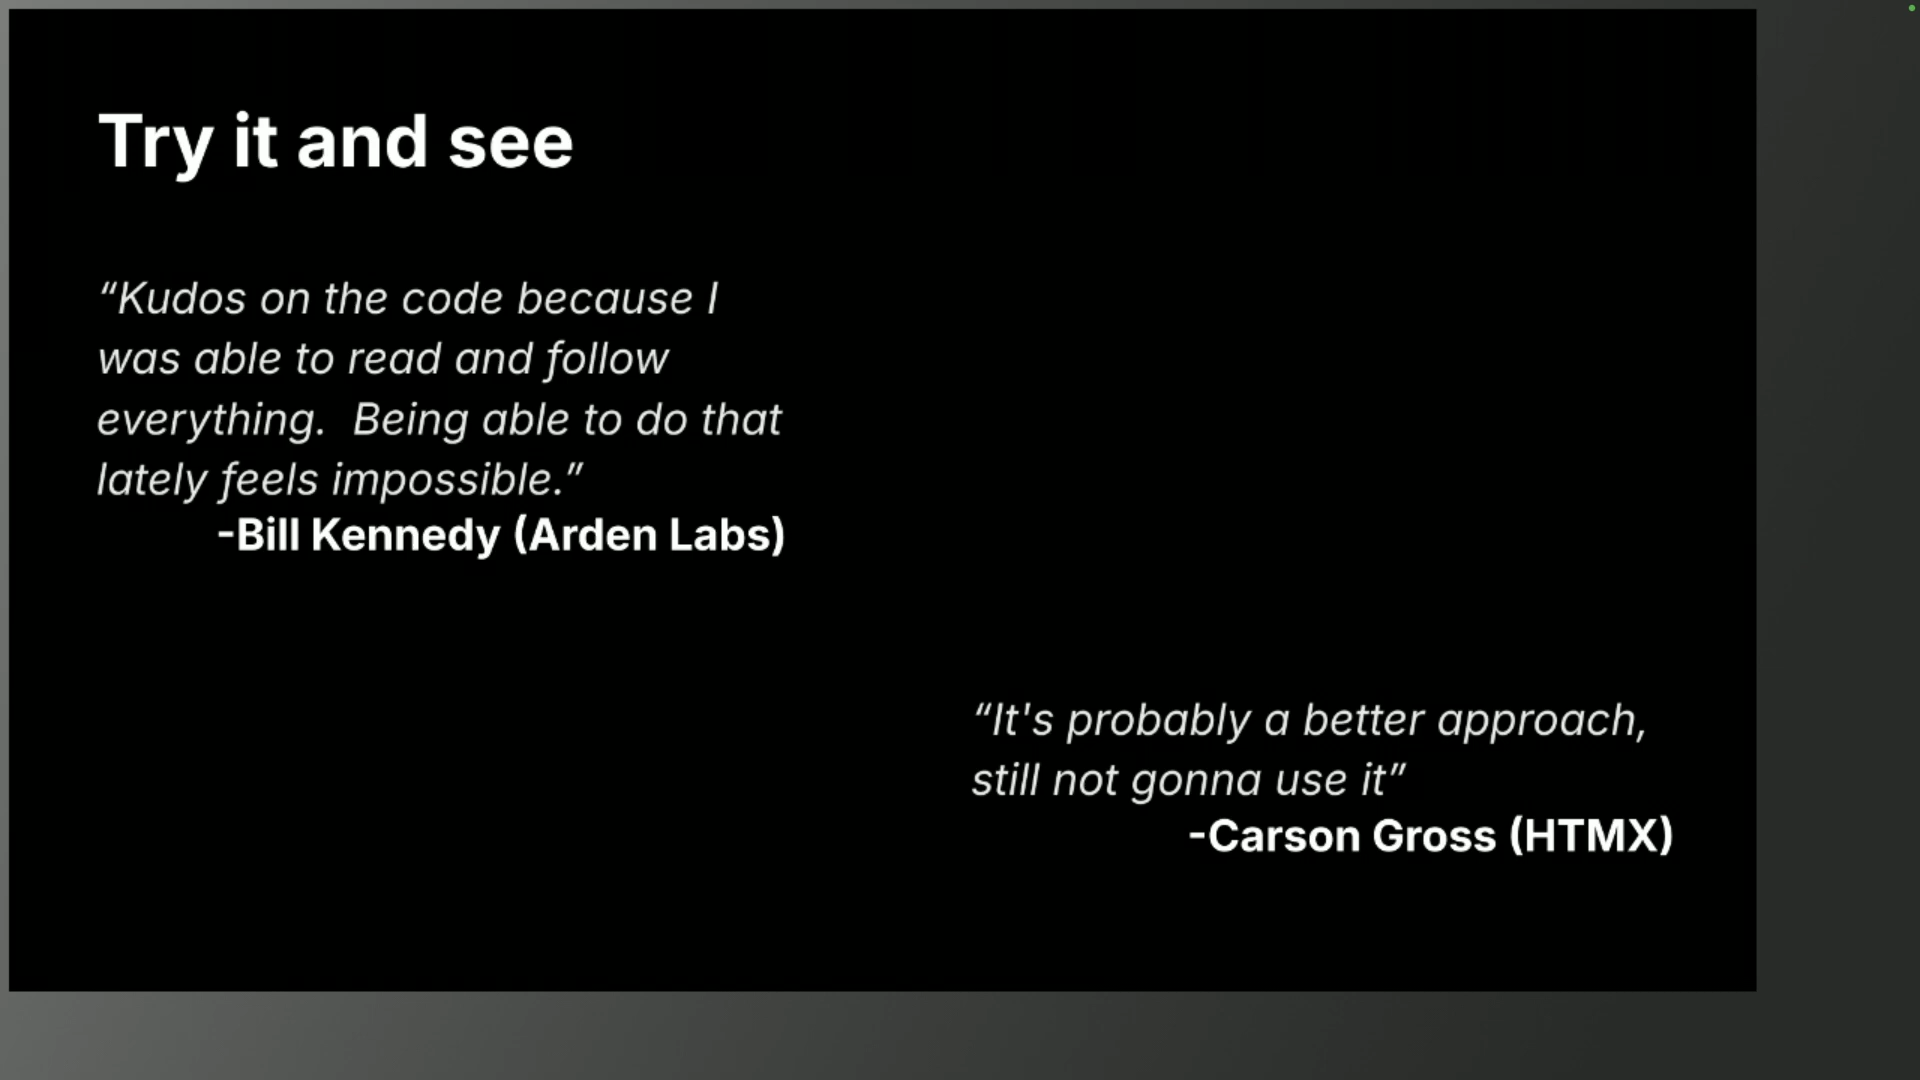 Try it and see
“Kudos on the code because I
was able to read and follow
everything.  Being able to do that
lately feels impossible.”
-Bill Kennedy (Arden Labs)
“It's probably a better approach,
still not gonna use it”
-Carson Gross (HTMX)